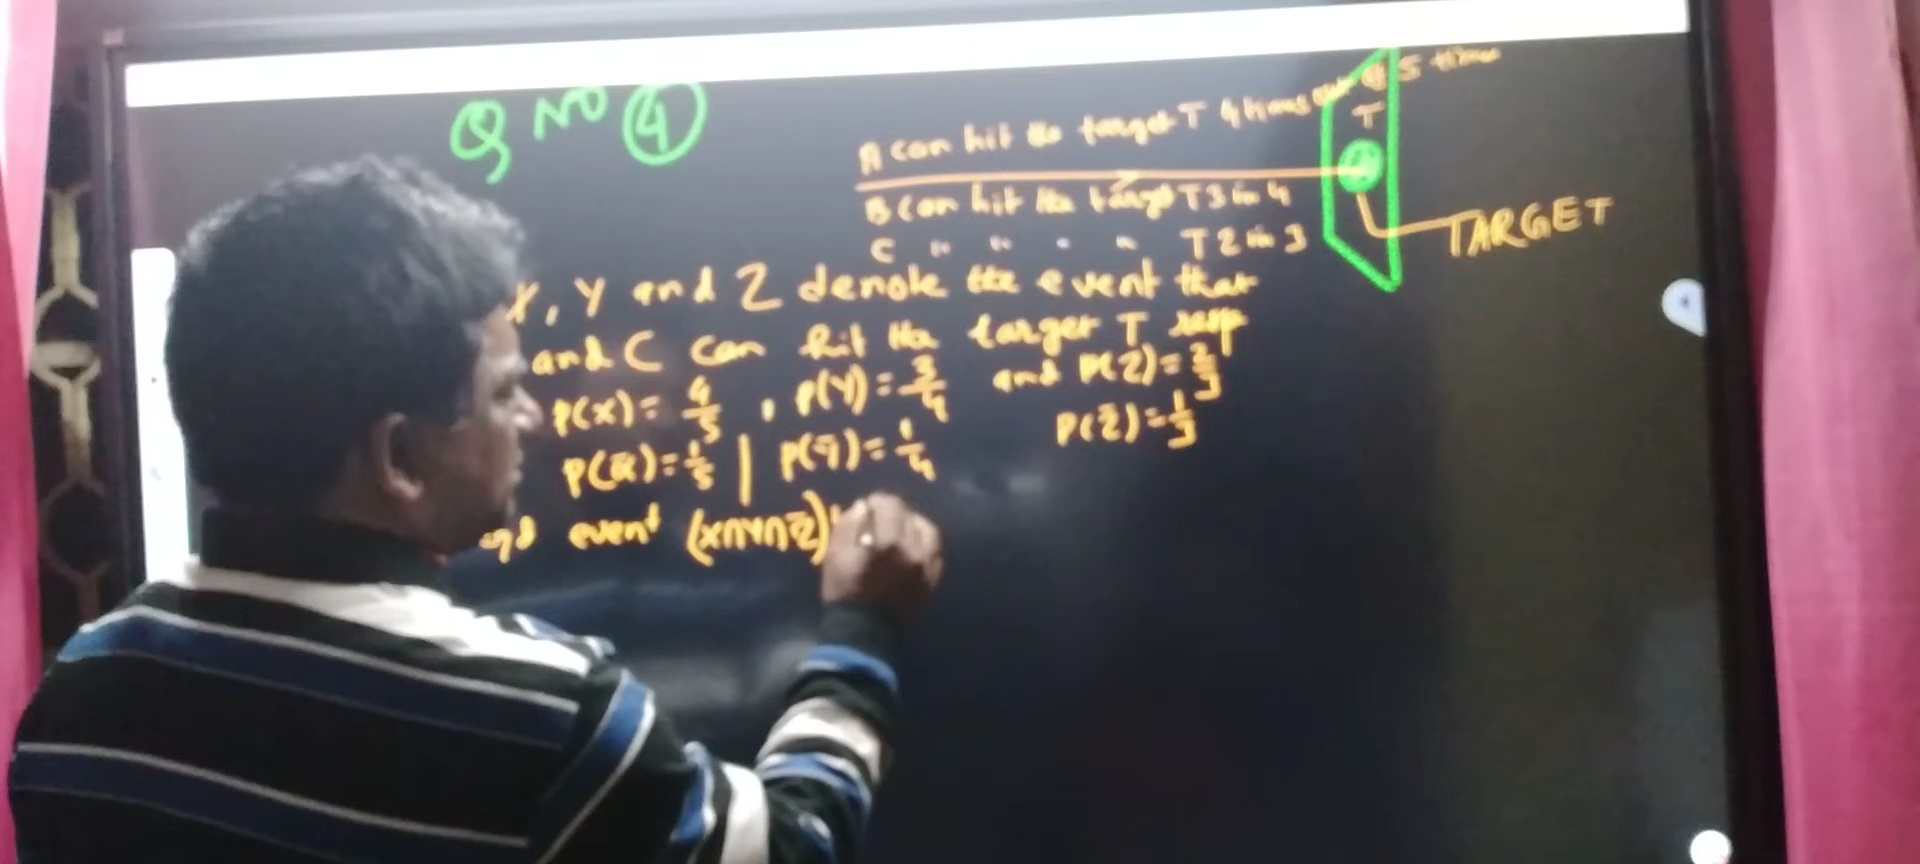 Q NO 4
A can hit the target T 4 times out of 5 times
T
B can hit the target T 3 in 4
C " " " " T 2 in 3
TARGET
X, Y and Z denote the event that
and C can hit the target T resp
P(X) = 4/5 , P(Y) = 3/4 and P(Z) = 2/3
P(X̄) = 1/5 | P(Ȳ) = 1/4 P(Z̄) = 1/3
event (X∩Y∩Z̄)